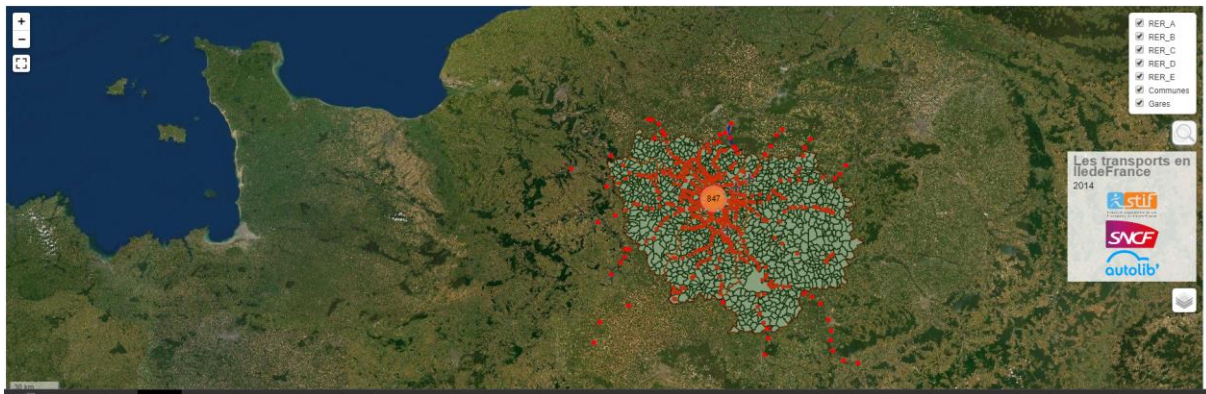 +
−
RER_A
RER_B
RER_C
RER_D
RER_E
Communes
Gares
847
Les transports en
IledeFrance
2014
stif
SNCF
autolib'
30 km